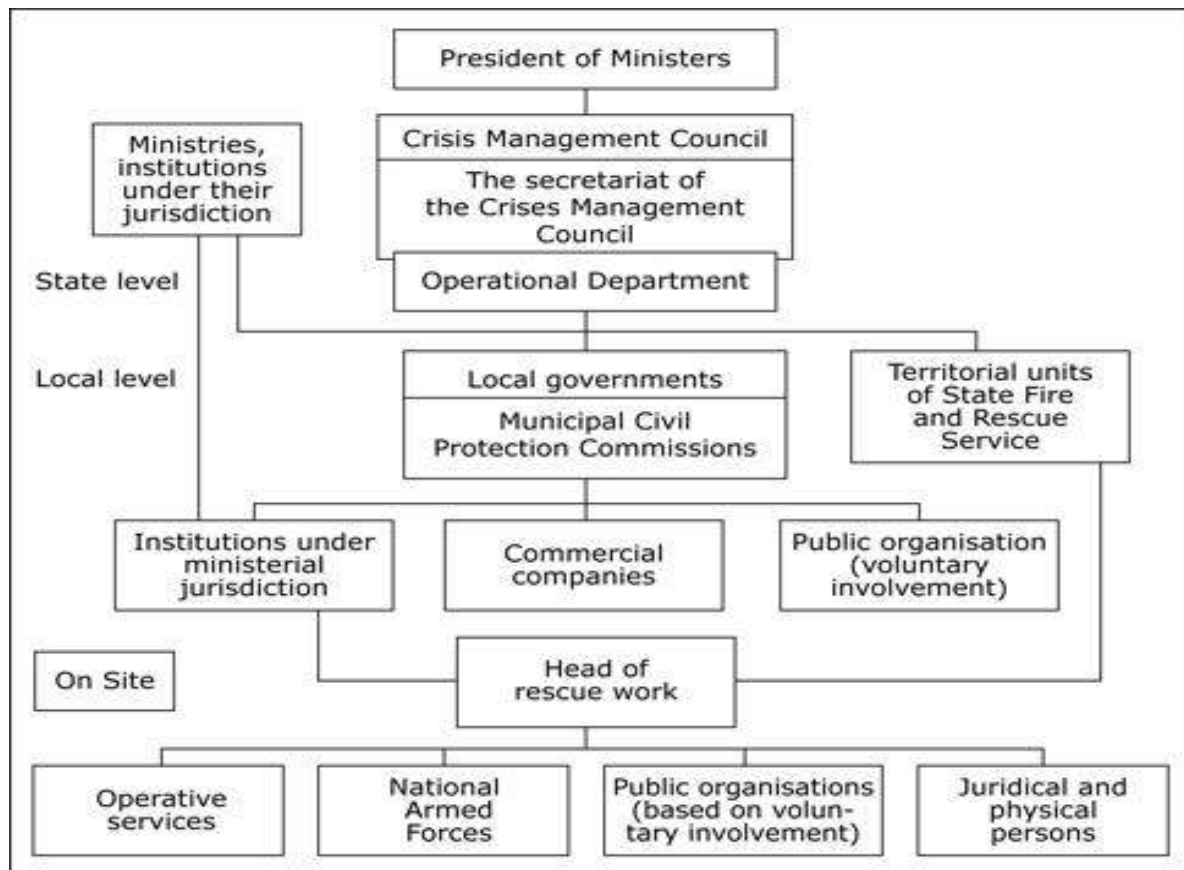 President of Ministers
Ministries,
institutions
under their
jurisdiction
Crisis Management Council
The secretariat of
the Crises Management
Council
Operational Department
State level
Local level
Local governments
Municipal Civil
Protection Commissions
Territorial units
of State Fire
and Rescue
Service
Institutions under
ministerial
jurisdiction
Commercial
companies
Public organisation
(voluntary
involvement)
On Site
Head of
rescue work
Operative
services
National
Armed
Forces
Public organisations
(based on volun-
tary involvement)
Juridical and
physical
persons